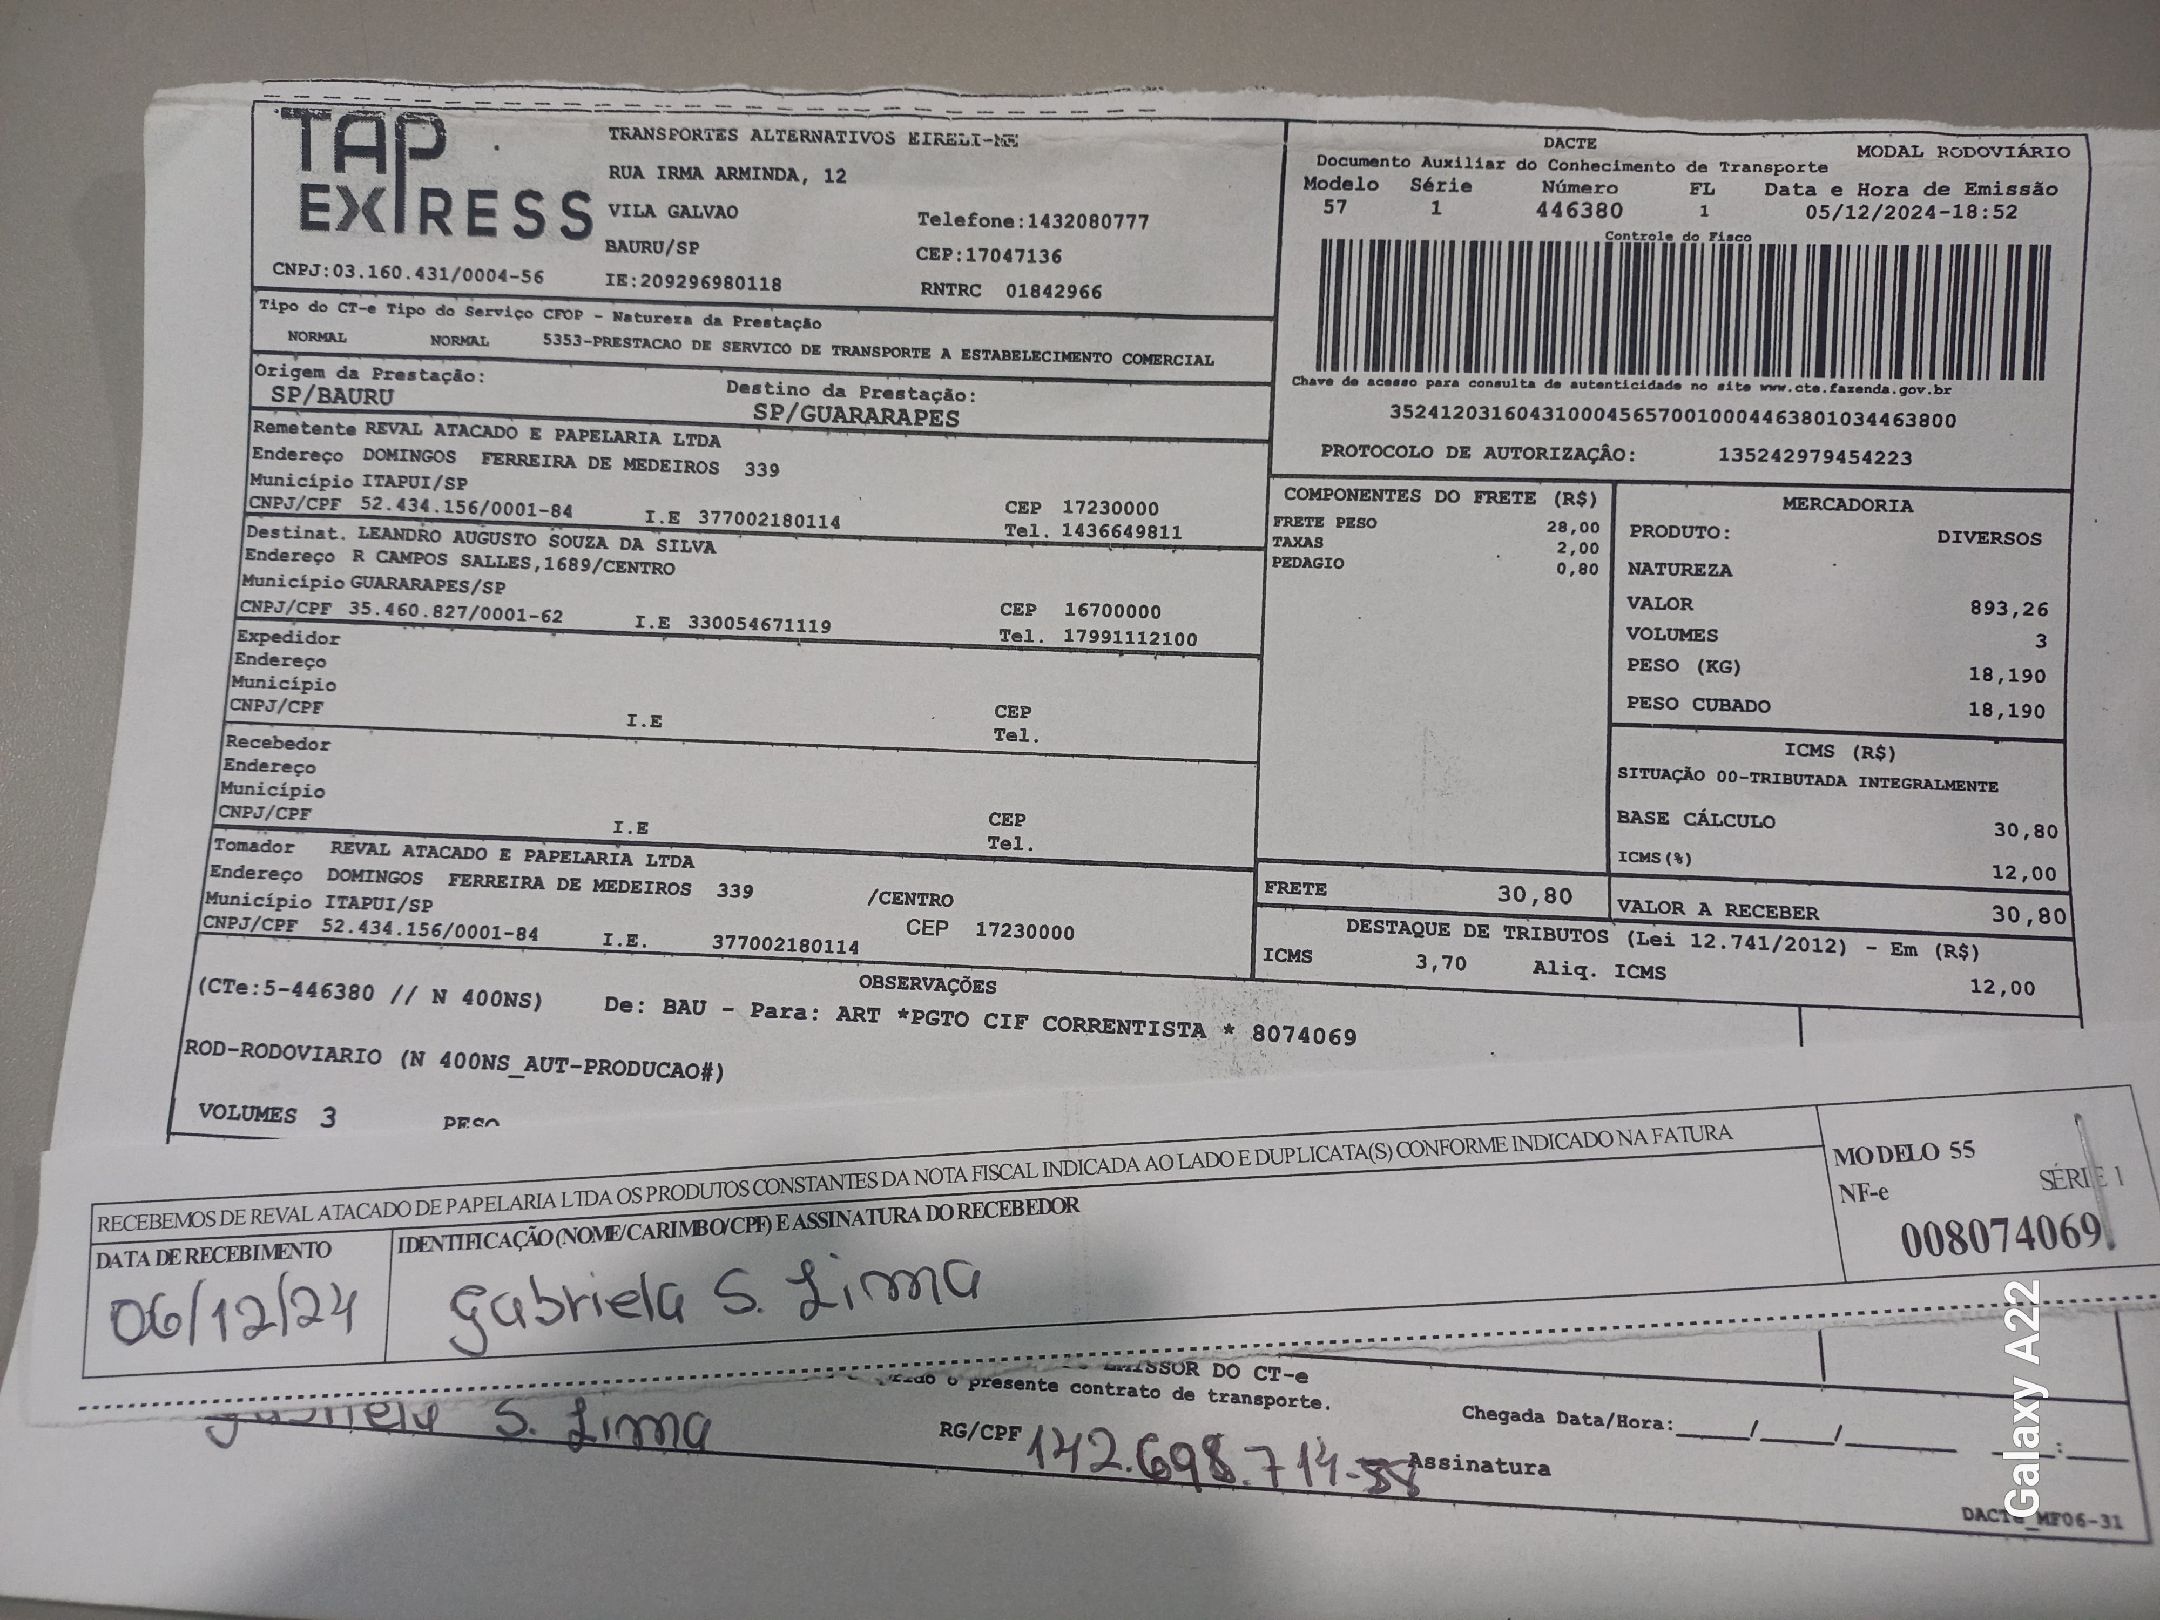 TAP
EXPRESS
TRANSPORTES ALTERNATIVOS EIRELI-ME
RUA IRMA ARMINDA, 12
VILA GALVAO
Telefone:1432080777
BAURU/SP
CEP:17047136
CNPJ:03.160.431/0004-56
IE:209296980118
RNTRC 01842966
DACTE
MODAL RODOVIÁRIO
Documento Auxiliar do Conhecimento de Transporte
Modelo Série Número FL Data e Hora de Emissão
57 1 446380 1 05/12/2024-18:52
Controle do Fisco
Chave de acesso para consulta de autenticidade no site www.cte.fazenda.gov.br
35241203160431000456570010004463801034463800
PROTOCOLO DE AUTORIZAÇÂO: 135242979454223
Tipo do CT-e Tipo do Serviço CFOP - Natureza da Prestação
NORMAL NORMAL 5353-PRESTACAO DE SERVICO DE TRANSPORTE A ESTABELECIMENTO COMERCIAL
Origem da Prestação: Destino da Prestação:
SP/BAURU SP/GUARARAPES
Remetente REVAL ATACADO E PAPELARIA LTDA
Endereço DOMINGOS FERREIRA DE MEDEIROS 339
Município ITAPUI/SP CEP 17230000
CNPJ/CPF 52.434.156/0001-84 I.E 377002180114 Tel. 1436649811
Destinat. LEANDRO AUGUSTO SOUZA DA SILVA
Endereço R CAMPOS SALLES,1689/CENTRO
Município GUARARAPES/SP CEP 16700000
CNPJ/CPF 35.460.827/0001-62 I.E 330054671119 Tel. 17991112100
Expedidor
Endereço
Município CEP
CNPJ/CPF I.E Tel.
Recebedor
Endereço
Município CEP
CNPJ/CPF I.E Tel.
Tomador REVAL ATACADO E PAPELARIA LTDA
Endereço DOMINGOS FERREIRA DE MEDEIROS 339 /CENTRO
Município ITAPUI/SP CEP 17230000
CNPJ/CPF 52.434.156/0001-84 I.E. 377002180114
COMPONENTES DO FRETE (R$)
FRETE PESO 28,00
TAXAS 2,00
PEDAGIO 0,80
FRETE 30,80
MERCADORIA
PRODUTO: DIVERSOS
NATUREZA
VALOR 893,26
VOLUMES 3
PESO (KG) 18,190
PESO CUBADO 18,190
ICMS (R$)
SITUAÇÃO 00-TRIBUTADA INTEGRALMENTE
BASE CÁLCULO 30,80
ICMS(%) 12,00
VALOR A RECEBER 30,80
DESTAQUE DE TRIBUTOS (Lei 12.741/2012) - Em (R$)
ICMS 3,70 Aliq. ICMS 12,00
OBSERVAÇÕES
(CTe:5-446380 // N 400NS) De: BAU - Para: ART *PGTO CIF CORRENTISTA * 8074069
ROD-RODOVIARIO (N 400NS_AUT-PRODUCAO#)
VOLUMES 3 PESO
RECEBEMOS DE REVAL ATACADO DE PAPELARIA LTDA OS PRODUTOS CONSTANTES DA NOTA FISCAL INDICADA AO LADO E DUPLICATA(S) CONFORME INDICADO NA FATURA
DATA DE RECEBIMENTO
06/12/24
IDENTIFICAÇÃO (NOME/CARIMBO/CPF) E ASSINATURA DO RECEBEDOR
Gabriela S. Lima
MODELO 55
NF-e SÉRIE 1
008074069
EMISSOR DO CT-e
o presente contrato de transporte.
Gabriela S. Lima
RG/CPF 142.698.714-
Chegada Data/Hora:___/___/_____ __:__
Assinatura
DACTE_MF06-31
Galaxy A22